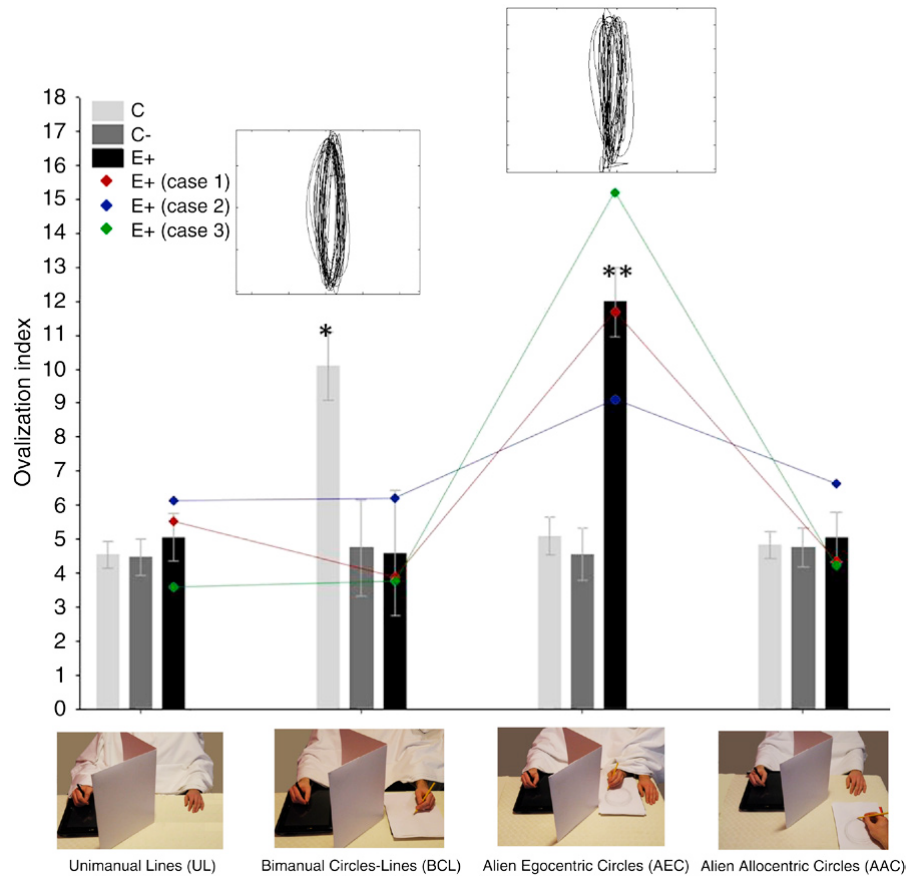 18
17
16
15
14
13
12
11
10
9
8
7
6
5
4
3
2
1
0
Ovalization index
C
C-
E+
E+ (case 1)
E+ (case 2)
E+ (case 3)
*
**
Unimanual Lines (UL)
Bimanual Circles-Lines (BCL)
Alien Egocentric Circles (AEC)
Alien Allocentric Circles (AAC)